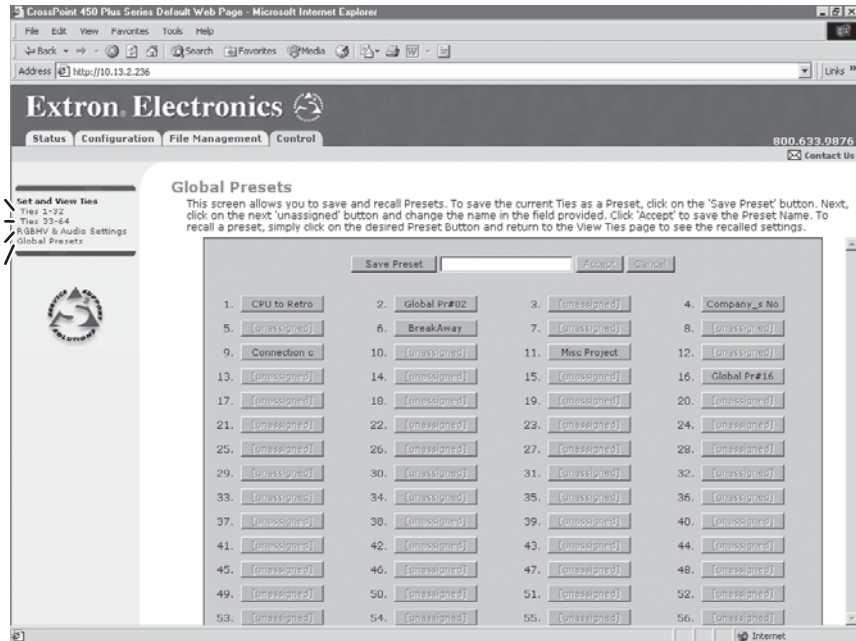 CrossPoint 450 Plus Series Default Web Page - Microsoft Internet Explorer
File Edit View Favorites Tools Help
Back Search Favorites Media
Address http://10.13.2.236 Links »
Extron® Electronics
Status Configuration File Management Control
800.633.9876
Contact Us
Set and View Ties
Ties 1-32
Ties 33-64
RGBHV & Audio Settings
Global Presets
SERVICE SUPPORT SOLUTIONS
Global Presets
This screen allows you to save and recall Presets. To save the current Ties as a Preset, click on the 'Save Preset' button. Next,
click on the next 'unassigned' button and change the name in the field provided. Click 'Accept' to save the Preset Name. To
recall a preset, simply click on the desired Preset Button and return to the View Ties page to see the recalled settings.
Save Preset Accept Cancel
1. CPU to Retro 2. Global Pr#02 3. [unassigned] 4. Company_s No
5. [unassigned] 6. BreakAway 7. [unassigned] 8. [unassigned]
9. Connection c 10. [unassigned] 11. Misc Project 12. [unassigned]
13. [unassigned] 14. [unassigned] 15. [unassigned] 16. Global Pr#16
17. [unassigned] 18. [unassigned] 19. [unassigned] 20. [unassigned]
21. [unassigned] 22. [unassigned] 23. [unassigned] 24. [unassigned]
25. [unassigned] 26. [unassigned] 27. [unassigned] 28. [unassigned]
29. [unassigned] 30. [unassigned] 31. [unassigned] 32. [unassigned]
33. [unassigned] 34. [unassigned] 35. [unassigned] 36. [unassigned]
37. [unassigned] 38. [unassigned] 39. [unassigned] 40. [unassigned]
41. [unassigned] 42. [unassigned] 43. [unassigned] 44. [unassigned]
45. [unassigned] 46. [unassigned] 47. [unassigned] 48. [unassigned]
49. [unassigned] 50. [unassigned] 51. [unassigned] 52. [unassigned]
53. [unassigned] 54. [unassigned] 55. [unassigned] 56. [unassigned]
Internet